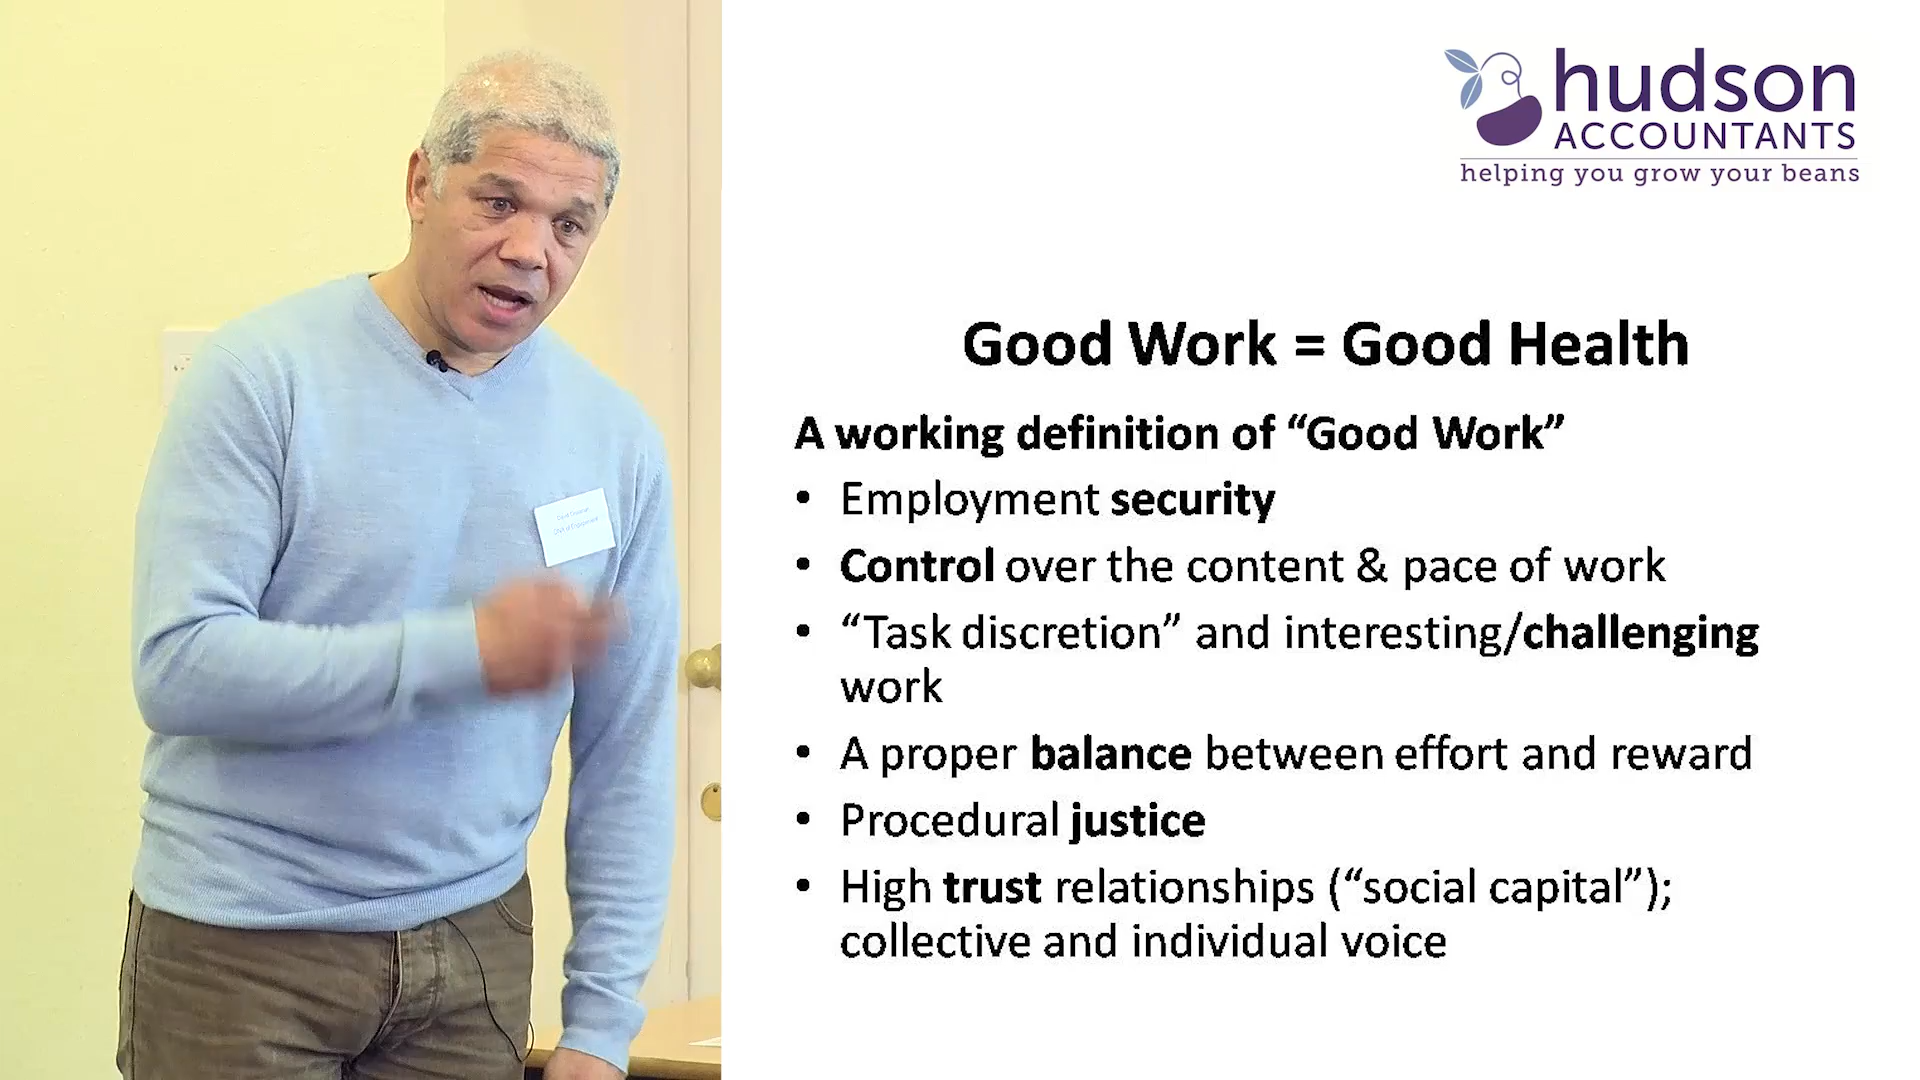 hudson
ACCOUNTANTS
helping you grow your beans
Good Work = Good Health
A working definition of “Good Work”
• Employment security
• Control over the content & pace of work
• “Task discretion” and interesting/challenging
work
• A proper balance between effort and reward
• Procedural justice
• High trust relationships (“social capital”);
collective and individual voice